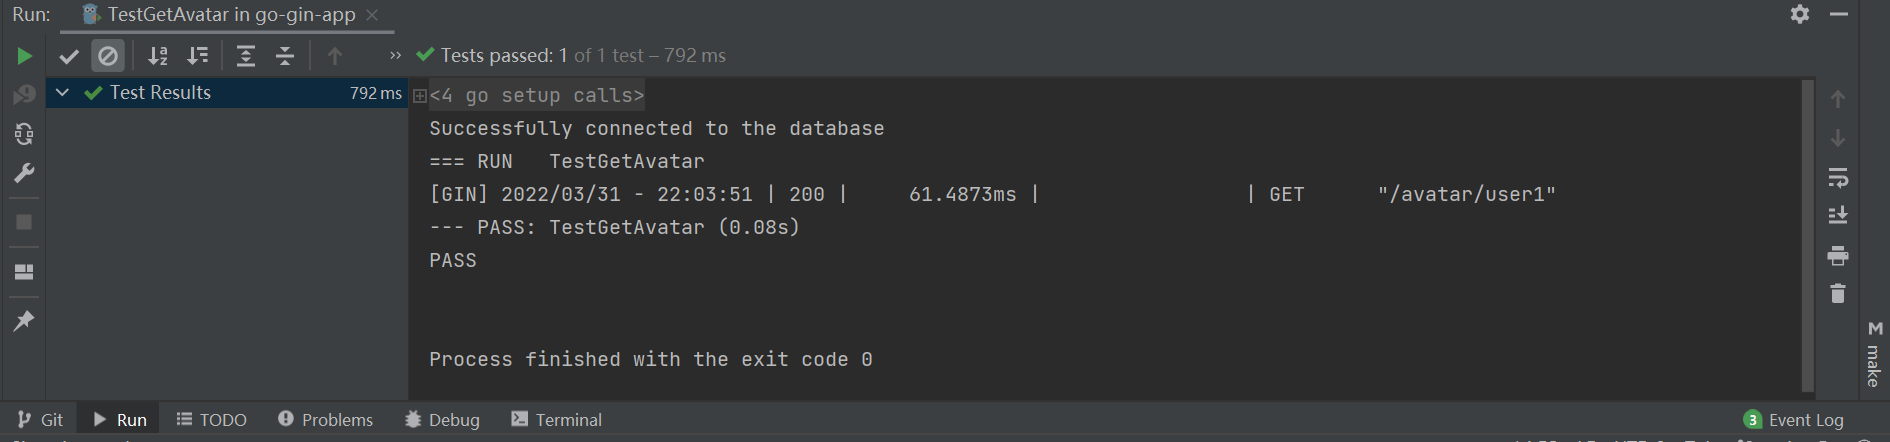 Run: TestGetAvatar in go-gin-app
Tests passed: 1 of 1 test – 792 ms
Test Results 792 ms
<4 go setup calls>
Successfully connected to the database
=== RUN   TestGetAvatar
[GIN] 2022/03/31 - 22:03:51 | 200 |     61.4873ms |                 | GET      "/avatar/user1"
--- PASS: TestGetAvatar (0.08s)
PASS
Process finished with the exit code 0
make
Git Run TODO Problems Debug Terminal 3 Event Log